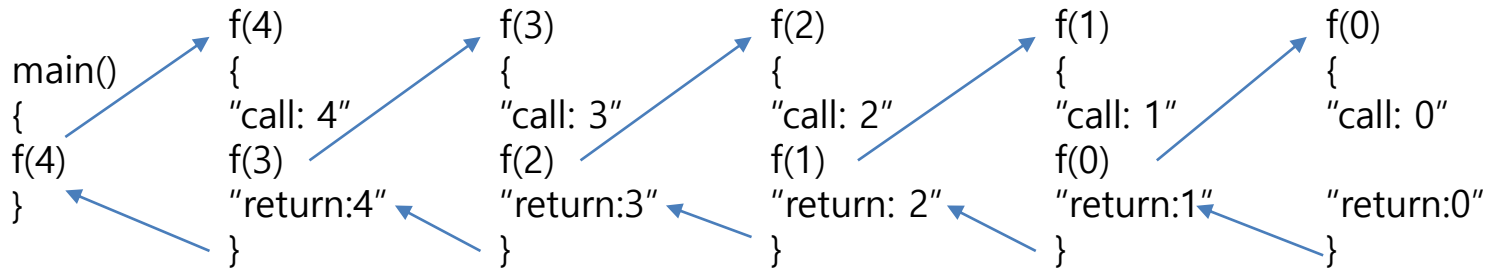 main()
{
f(4)
}
f(4)
{
"call: 4"
f(3)
"return:4"
}
f(3)
{
"call: 3"
f(2)
"return:3"
}
f(2)
{
"call: 2"
f(1)
"return: 2"
}
f(1)
{
"call: 1"
f(0)
"return:1"
}
f(0)
{
"call: 0"
"return:0"
}